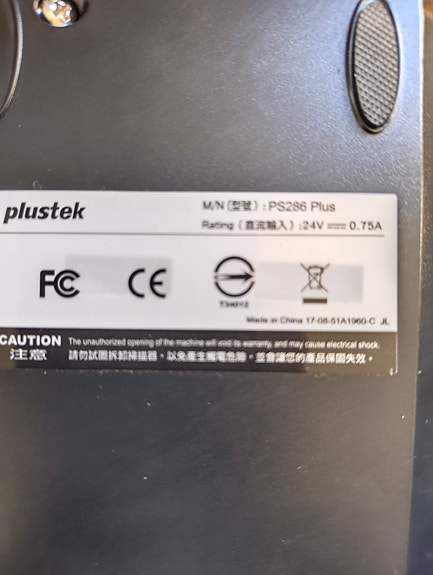 plustek
M/N (型號) : PS286 Plus
Rating (直流輸入) : 24V 0.75A
FC CE
T34012
Made in China 17-08-51A1960-C JL
CAUTION The unauthorized opening of the machine will void its warranty, and may cause electrical shock.
注意 請勿試圖拆卸掃描器，以免產生觸電危險，並會讓您的產品保固失效。